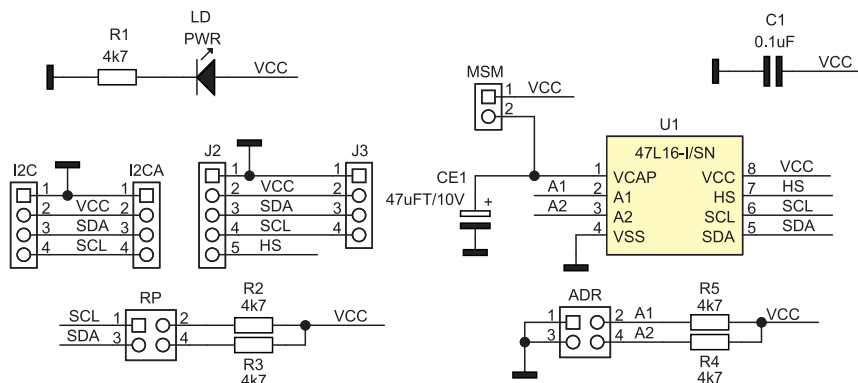 LD
PWR
R1
4k7
VCC
C1
0.1uF
VCC
MSM
1
VCC
2
U1
47L16-I/SN
I2C
I2CA
1
1
2
VCC
2
3
SDA
3
4
SCL
4
J2
J3
1
1
2
VCC
2
3
SDA
3
4
SCL
4
5
HS
CE1
47uFT/10V
+
1
VCAP
VCC
8
VCC
A1
2
A1
HS
7
HS
A2
3
A2
SCL
6
SCL
4
VSS
SDA
5
SDA
RP
SCL
1
2
SDA
3
4
R2
4k7
VCC
R3
4k7
ADR
1
2
A1
3
4
A2
R5
4k7
VCC
R4
4k7